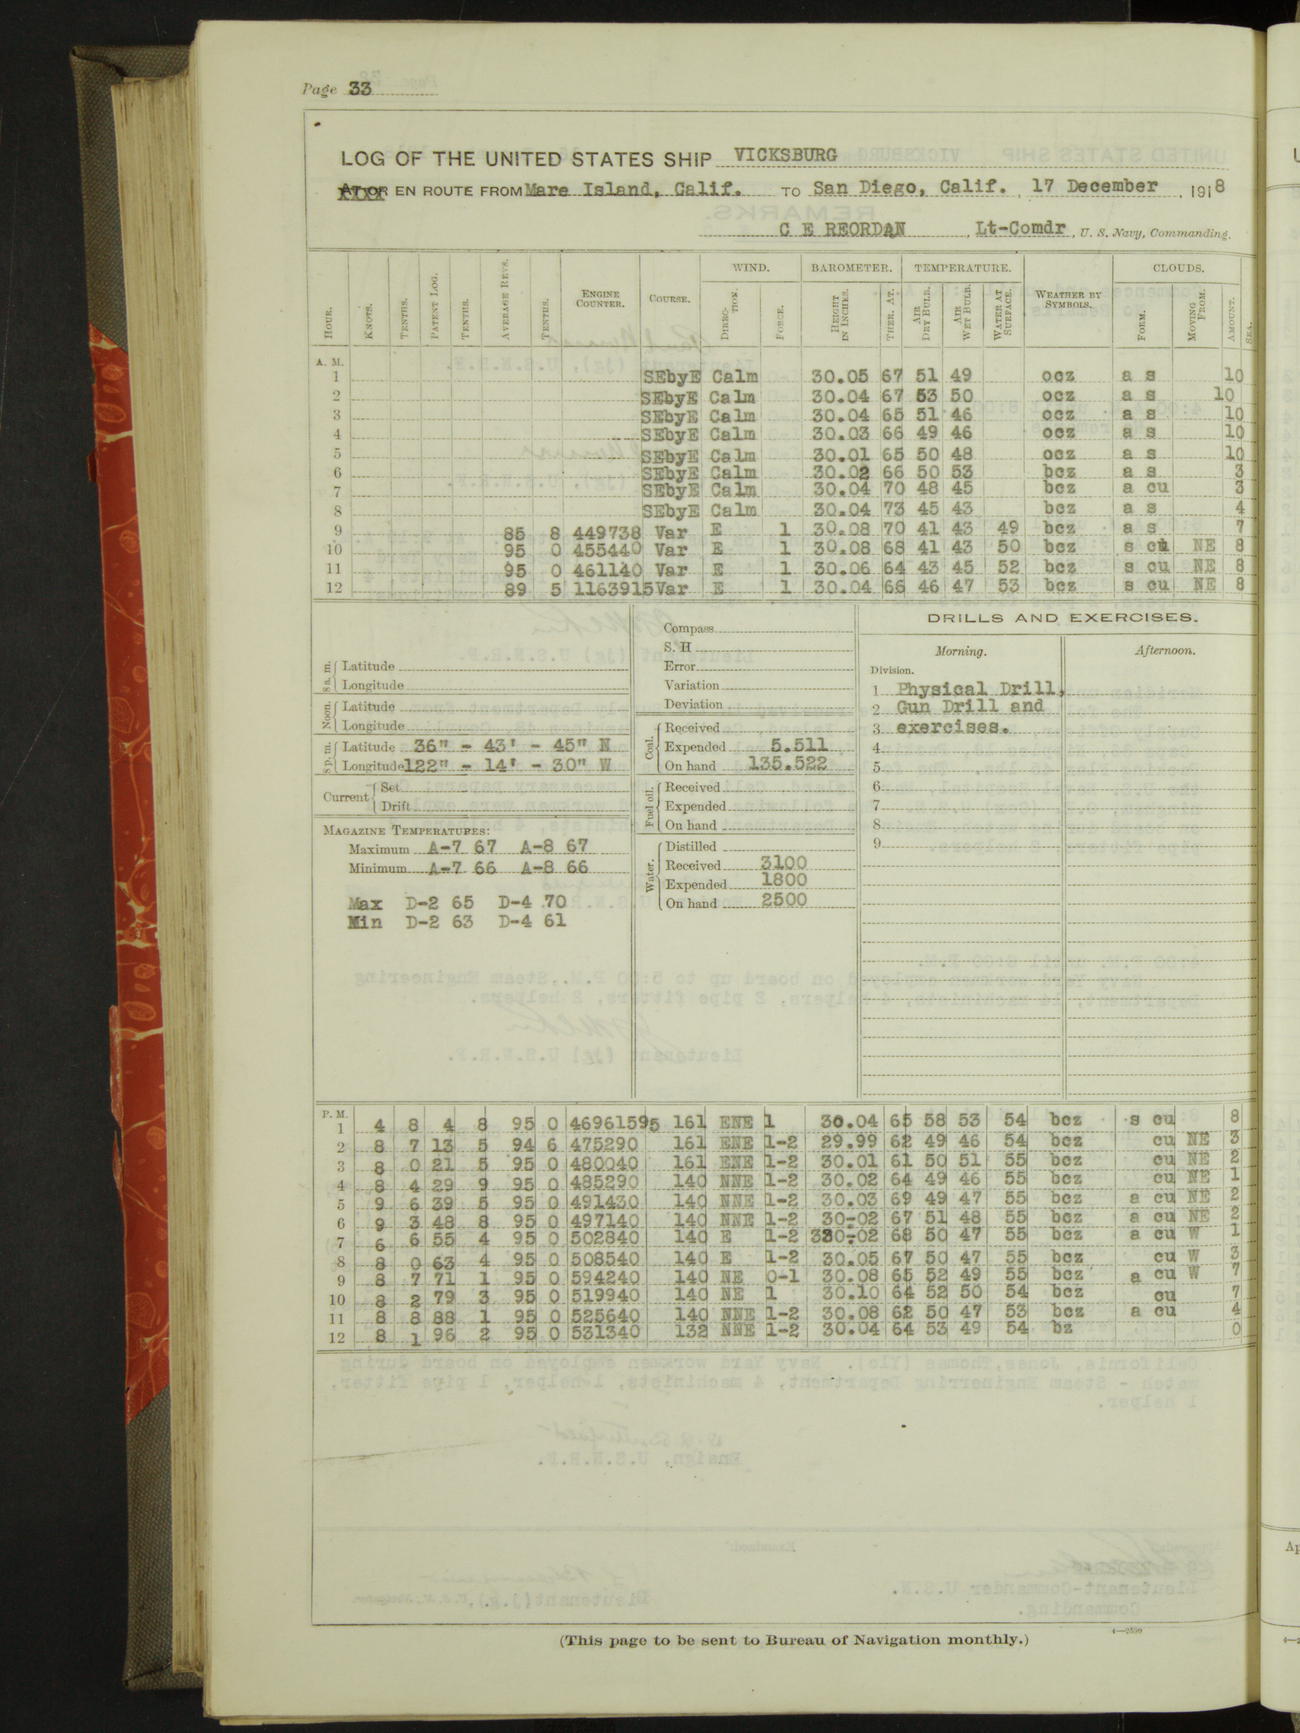 Page 33
LOG OF THE UNITED STATES SHIP VICKSBURG
AT OR EN ROUTE FROM Mare Island, Calif. TO San Diego, Calif. , 17 December , 1918
C E REORDAN , Lt-Comdr , U. S. Navy, Commanding.
WIND. BAROMETER. TEMPERATURE. CLOUDS.
HOUR. KNOTS. TENTHS. PATENT LOG. TENTHS. AVERAGE REVS. TENTHS. ENGINE COUNTER. COURSE. DIREC-TION. FORCE. HEIGHT IN INCHES. THER. AT. AIR DRY BULB. AIR WET BULB. WATER AT SURFACE. WEATHER BY SYMBOLS. FORM. MOVING FROM. AMOUNT. SEA.
A. M.
1 SEbyE Calm 30.05 67 51 49 ocz a s 10
2 SEbyE Calm 30.04 67 53 50 ocz a s 10
3 SEbyE Calm 30.04 65 51 46 ocz a s 10
4 SEbyE Calm 30.03 66 49 46 ocz a s 10
5 SEbyE Calm 30.01 65 50 48 ocz a s 10
6 SEbyE Calm 30.02 66 50 53 bcz a s 3
7 SEbyE Calm 30.04 70 48 45 bcz a cu 3
8 SEbyE Calm 30.04 73 45 43 bcz a s 4
9 85 8 449738 Var E 1 30.08 70 41 43 49 bcz a s 7
10 95 0 455440 Var E 1 30.08 68 41 43 50 bcz s cu NE 8
11 95 0 461140 Var E 1 30.06 64 43 45 52 bcz s cu NE 8
12 89 5 1163915 Var E 1 30.04 66 46 47 53 bcz s cu NE 8
8 a. m. Latitude
Longitude
Noon. Latitude
Longitude
8 p. m. Latitude 36" - 43' - 45" N
Longitude 122" - 14' - 30" W
Current Set
Drift
MAGAZINE TEMPERATURES:
Maximum A-7 67 A-8 67
Minimum A-7 66 A-8 66
Max D-2 65 D-4 70
Min D-2 63 D-4 61
Compass
S. H
Error
Variation
Deviation
Coal. Received
Expended 5.511
On hand 135.522
Fuel oil. Received
Expended
On hand
Water. Distilled
Received 3100
Expended 1800
On hand 2500
DRILLS AND EXERCISES.
Morning. Afternoon.
Division.
1 Physical Drill,
2 Gun Drill and
3 exercises.
4
5
6
7
8
9
P. M.
1 4 8 4 8 95 0 46961595 161 ENE 1 30.04 65 58 53 54 bcz s cu 8
2 8 7 13 5 94 6 475290 161 ENE 1-2 29.99 62 49 46 54 bcz cu NE 3
3 8 0 21 5 95 0 480040 161 ENE 1-2 30.01 61 50 51 55 bcz cu NE 2
4 8 4 29 9 95 0 485290 140 NNE 1-2 30.02 64 49 46 55 bcz cu NE 1
5 9 6 39 5 95 0 491430 140 NNE 1-2 30.03 69 49 47 55 bcz a cu NE 2
6 9 3 48 8 95 0 497140 140 NNE 1-2 30-02 67 51 48 55 bcz a cu NE 2
7 6 6 55 4 95 0 502840 140 E 1-2 330-02 68 50 47 55 bcz a cu W 1
8 8 0 63 4 95 0 508540 140 E 1-2 30.05 67 50 47 55 bcz cu W 3
9 8 7 71 1 95 0 594240 140 NE 0-1 30.08 65 52 49 55 bcz a cu W 7
10 8 2 79 3 95 0 519940 140 NE 1 30.10 64 52 50 54 bcz cu 7
11 8 8 88 1 95 0 525640 140 NNE 1-2 30.08 62 50 47 53 bcz a cu 4
12 8 1 96 2 95 0 531340 132 NNE 1-2 30.04 64 53 49 54 bz 0
(This page to be sent to Bureau of Navigation monthly.)